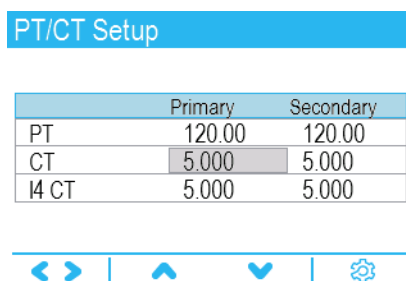 PT/CT Setup
Primary Secondary
PT 120.00 120.00
CT 5.000 5.000
I4 CT 5.000 5.000